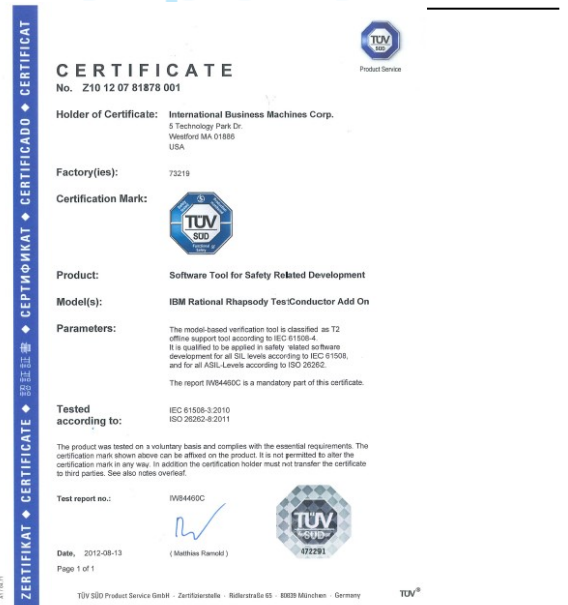 ZERTIFIKAT ◆ CERTIFICATE ◆ 認 証 証 書 ◆ СЕРТИФИКАТ ◆ CERTIFICADO ◆ CERTIFICAT
TÜV
SÜD
Product Service
CERTIFICATE
No. Z10 12 07 81878 001
Holder of Certificate: International Business Machines Corp.
5 Technology Park Dr.
Westford MA 01886
USA
Factory(ies): 73219
Certification Mark:
TÜV
SÜD
Functional
Safety
Product: Software Tool for Safety Related Development
Model(s): IBM Rational Rhapsody TestConductor Add On
Parameters: The model-based verification tool is classified as T2
offline support tool according to IEC 61508-4.
It is qualified to be applied in safety related software
development for all SIL levels according to IEC 61508,
and for all ASIL-Levels according to ISO 26262.
The report IW84460C is a mandatory part of this certificate.
Tested
according to: IEC 61508-3:2010
ISO 26262-8:2011
The product was tested on a voluntary basis and complies with the essential requirements. The
certification mark shown above can be affixed on the product. It is not permitted to alter the
certification mark in any way. In addition the certification holder must not transfer the certificate
to third parties. See also notes overleaf.
Test report no.: IW84460C
TÜV
SÜD
472291
Date, 2012-08-13 ( Matthias Ramold )
Page 1 of 1
TÜV SÜD Product Service GmbH · Zertifizierstelle · Ridlerstraße 65 · 80339 München · Germany
TÜV®